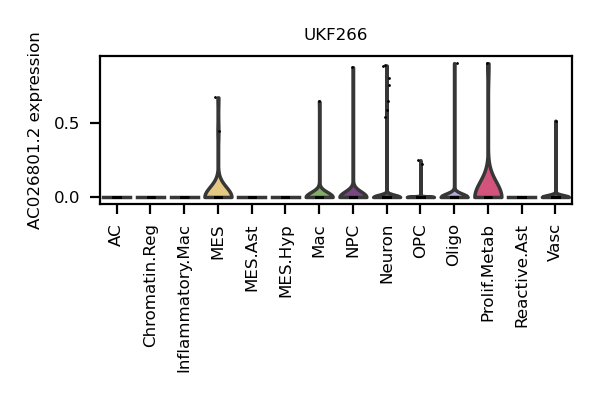 UKF266
AC026801.2 expression
0.5
0.0
AC
Chromatin.Reg
Inflammatory.Mac
MES
MES.Ast
MES.Hyp
Mac
NPC
Neuron
OPC
Oligo
Prolif.Metab
Reactive.Ast
Vasc